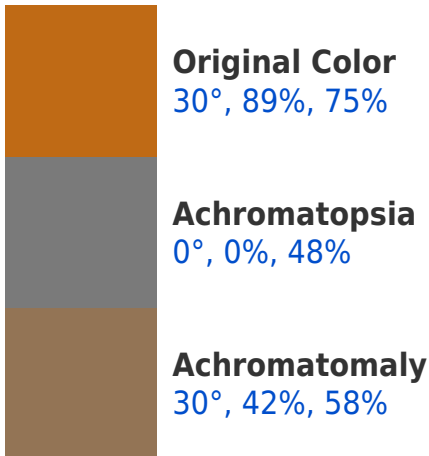 Original Color
30°, 89%, 75%
Achromatopsia
0°, 0%, 48%
Achromatomaly
30°, 42%, 58%